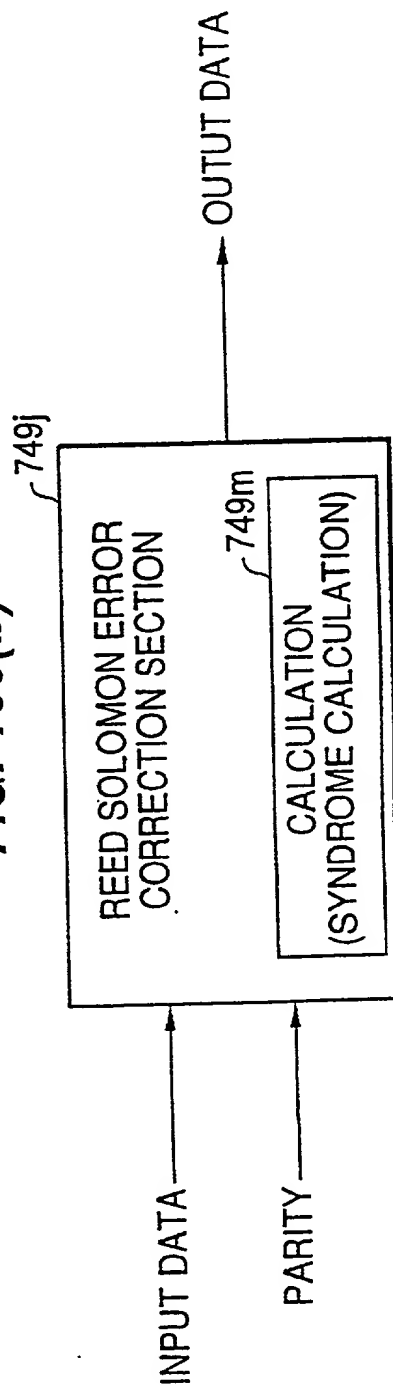 749j
REED SOLOMON ERROR
CORRECTION SECTION
749m
CALCULATION
(SYNDROME CALCULATION)
INPUT DATA
PARITY
OUTUT DATA